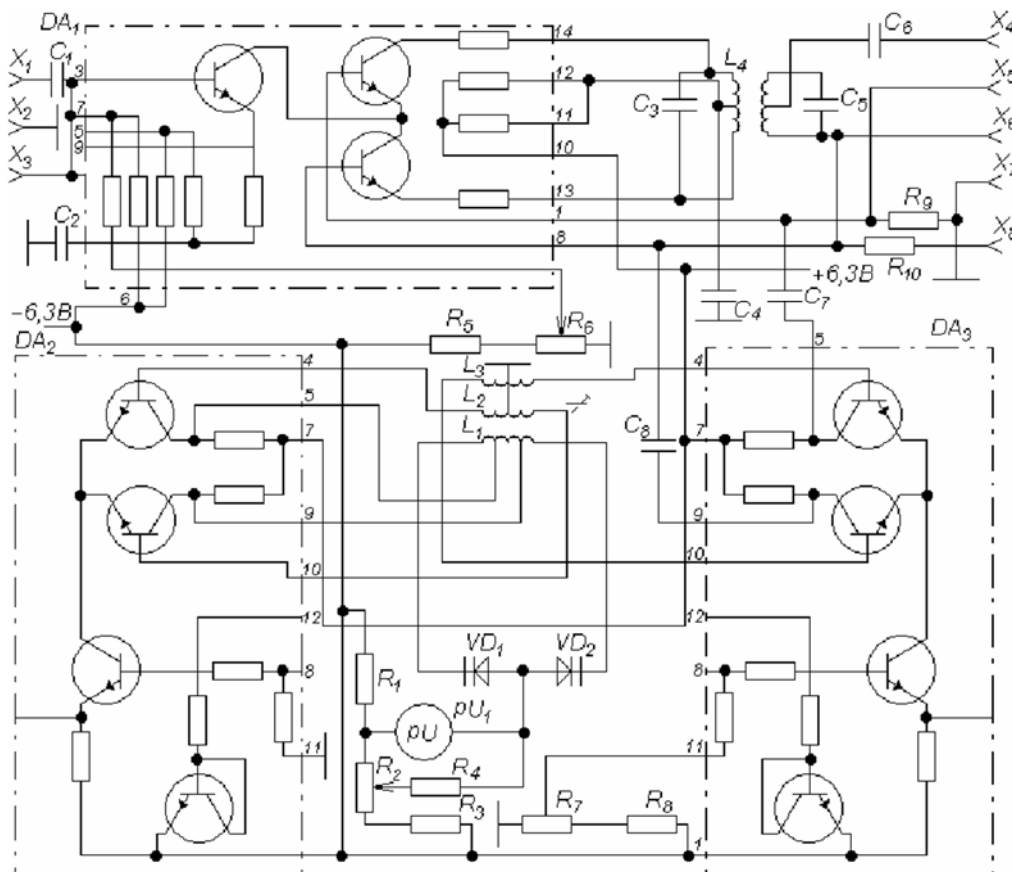 DA1 14 X4
C6
X1 C1 3 12 L4 X5
C3 C5
X2 7 11 X6
5
9 10
X3 13 X7
1 R9
C2 8 X8
R10
+6,3В
6 C4 C7
−6,3В
R5 R6 5
DA2 DA3
4 L3 4
5 L2
7 L1 C8 7
9 9
10 10
12 12
VD1 VD2
8 8
R1 pU1
pU
11 11
R2 R4
R3 R7 R8
1